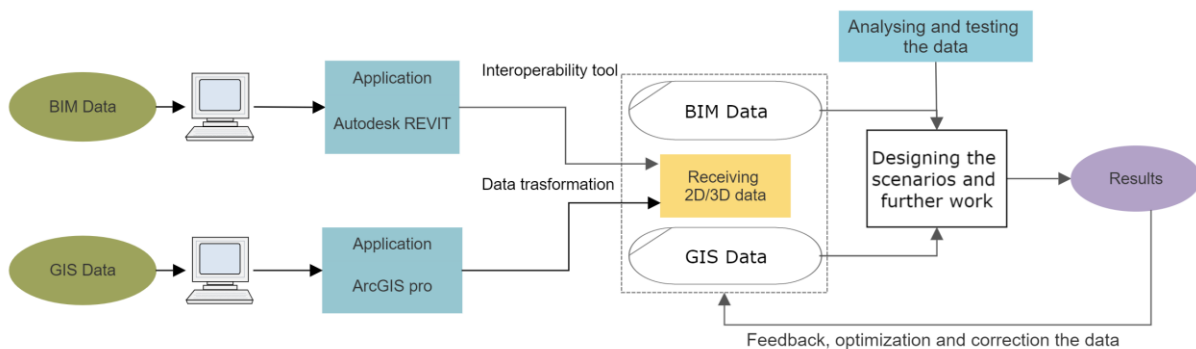 BIM Data
Application
Autodesk REVIT
Interoperability tool
Data trasformation
GIS Data
Application
ArcGIS pro
BIM Data
Receiving
2D/3D data
GIS Data
Analysing and testing
the data
Designing the
scenarios and
further work
Results
Feedback, optimization and correction the data